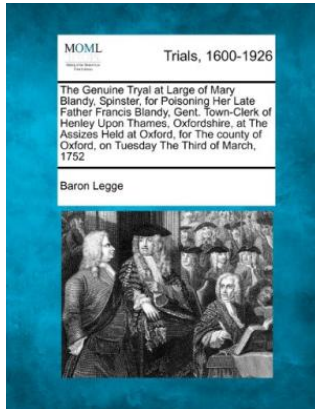 MOML
Trials, 1600-1926
The Genuine Tryal at Large of Mary
Blandy, Spinster, for Poisoning Her Late
Father Francis Blandy, Gent. Town-Clerk of
Henley Upon Thames, Oxfordshire, at The
Assizes Held at Oxford, for The county of
Oxford, on Tuesday The Third of March,
1752
Baron Legge